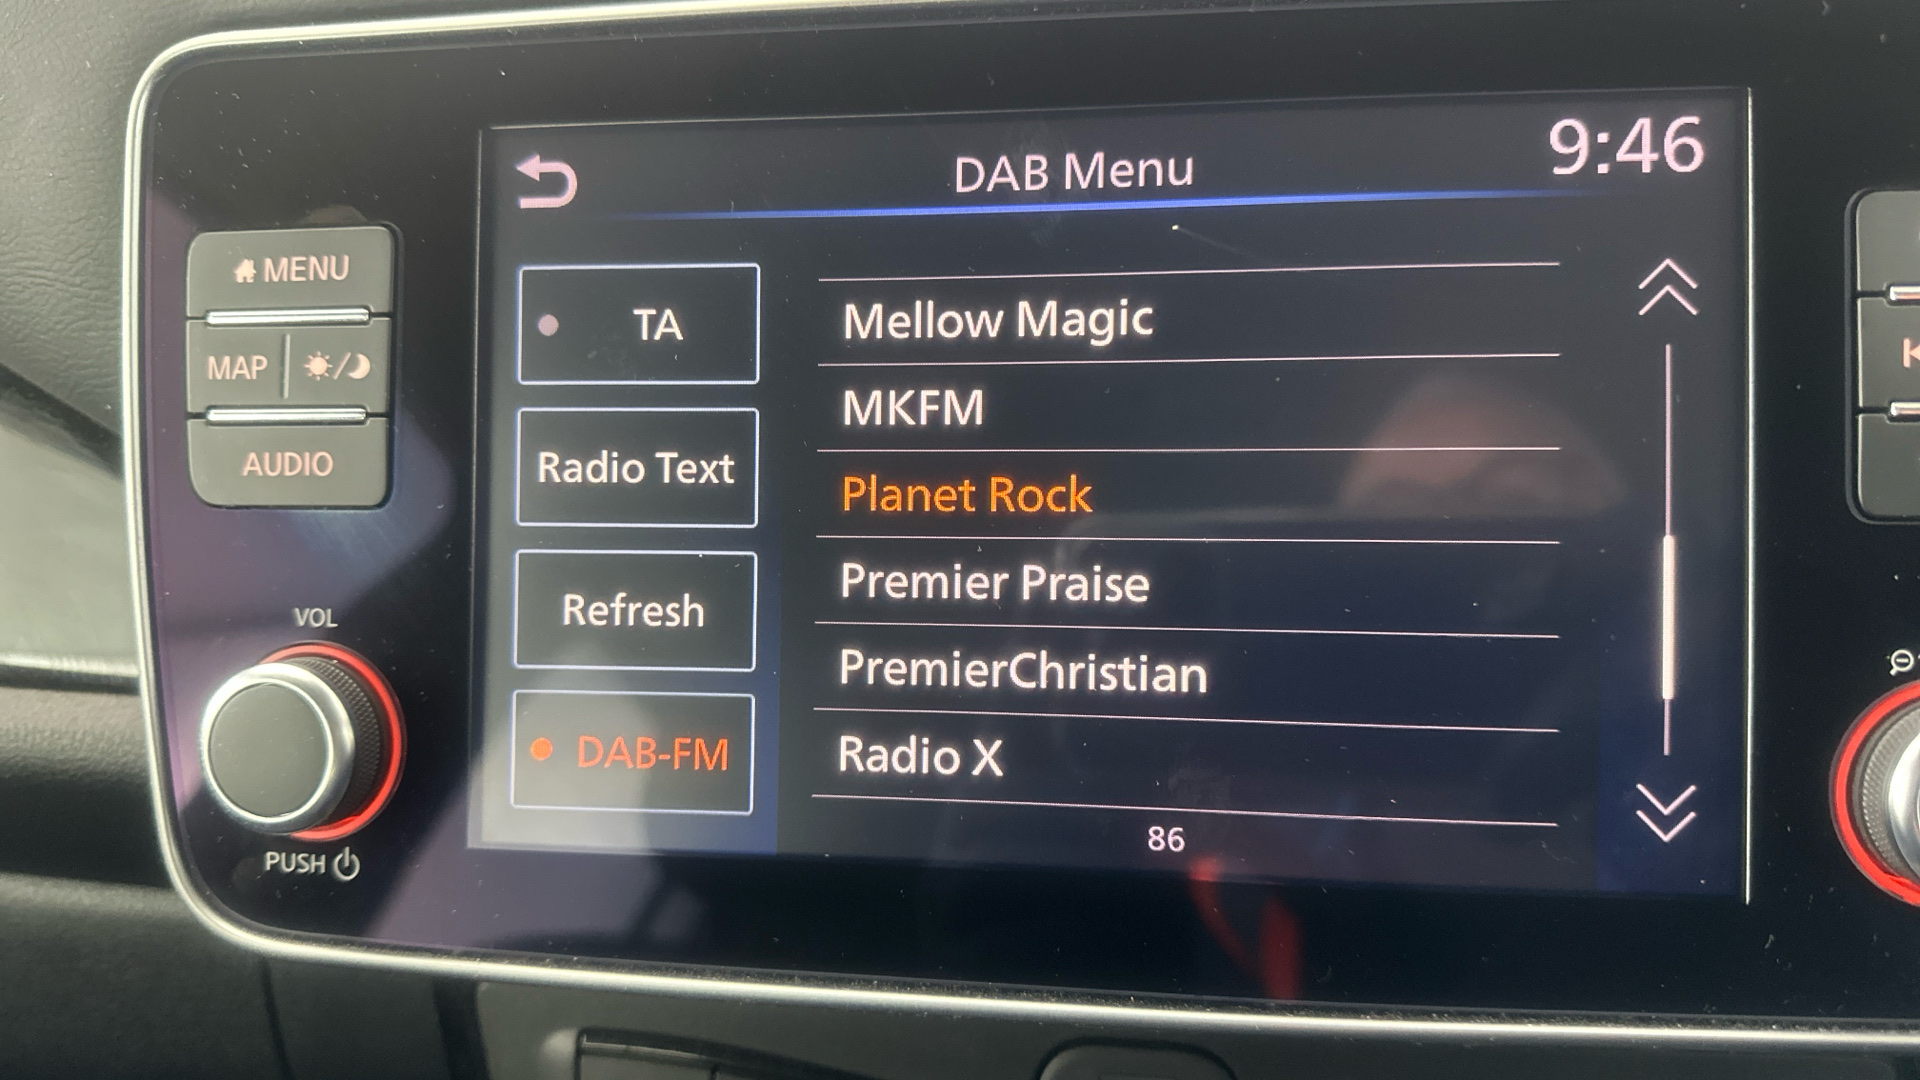 DAB Menu
9:46
MENU
MAP
AUDIO
VOL
PUSH
TA
Radio Text
Refresh
DAB-FM
Mellow Magic
MKFM
Planet Rock
Premier Praise
PremierChristian
Radio X
86